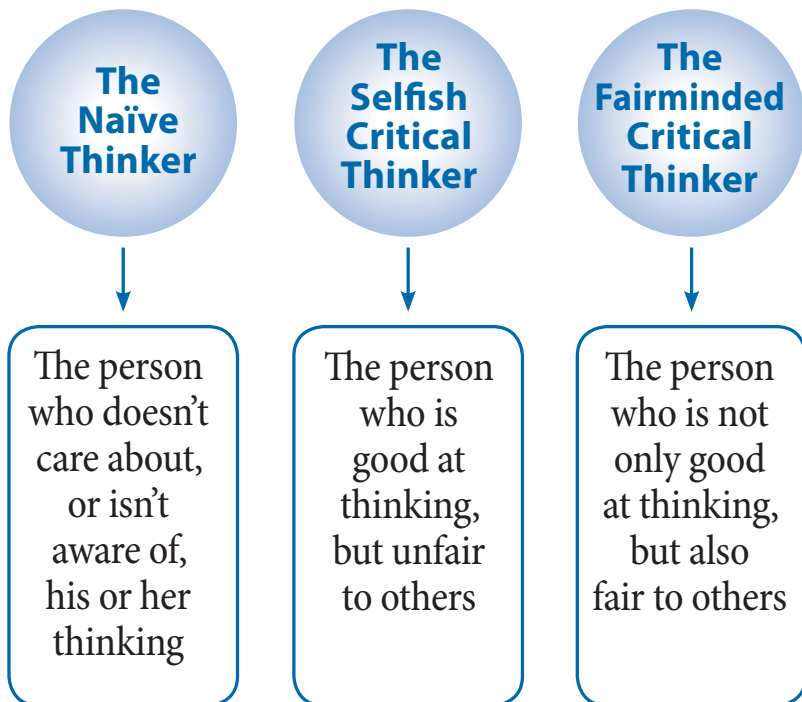 The
Naïve
Thinker
The
Selfish
Critical
Thinker
The
Fairminded
Critical
Thinker
The person
who doesn’t
care about,
or isn’t
aware of,
his or her
thinking
The person
who is
good at
thinking,
but unfair
to others
The person
who is not
only good
at thinking,
but also
fair to others